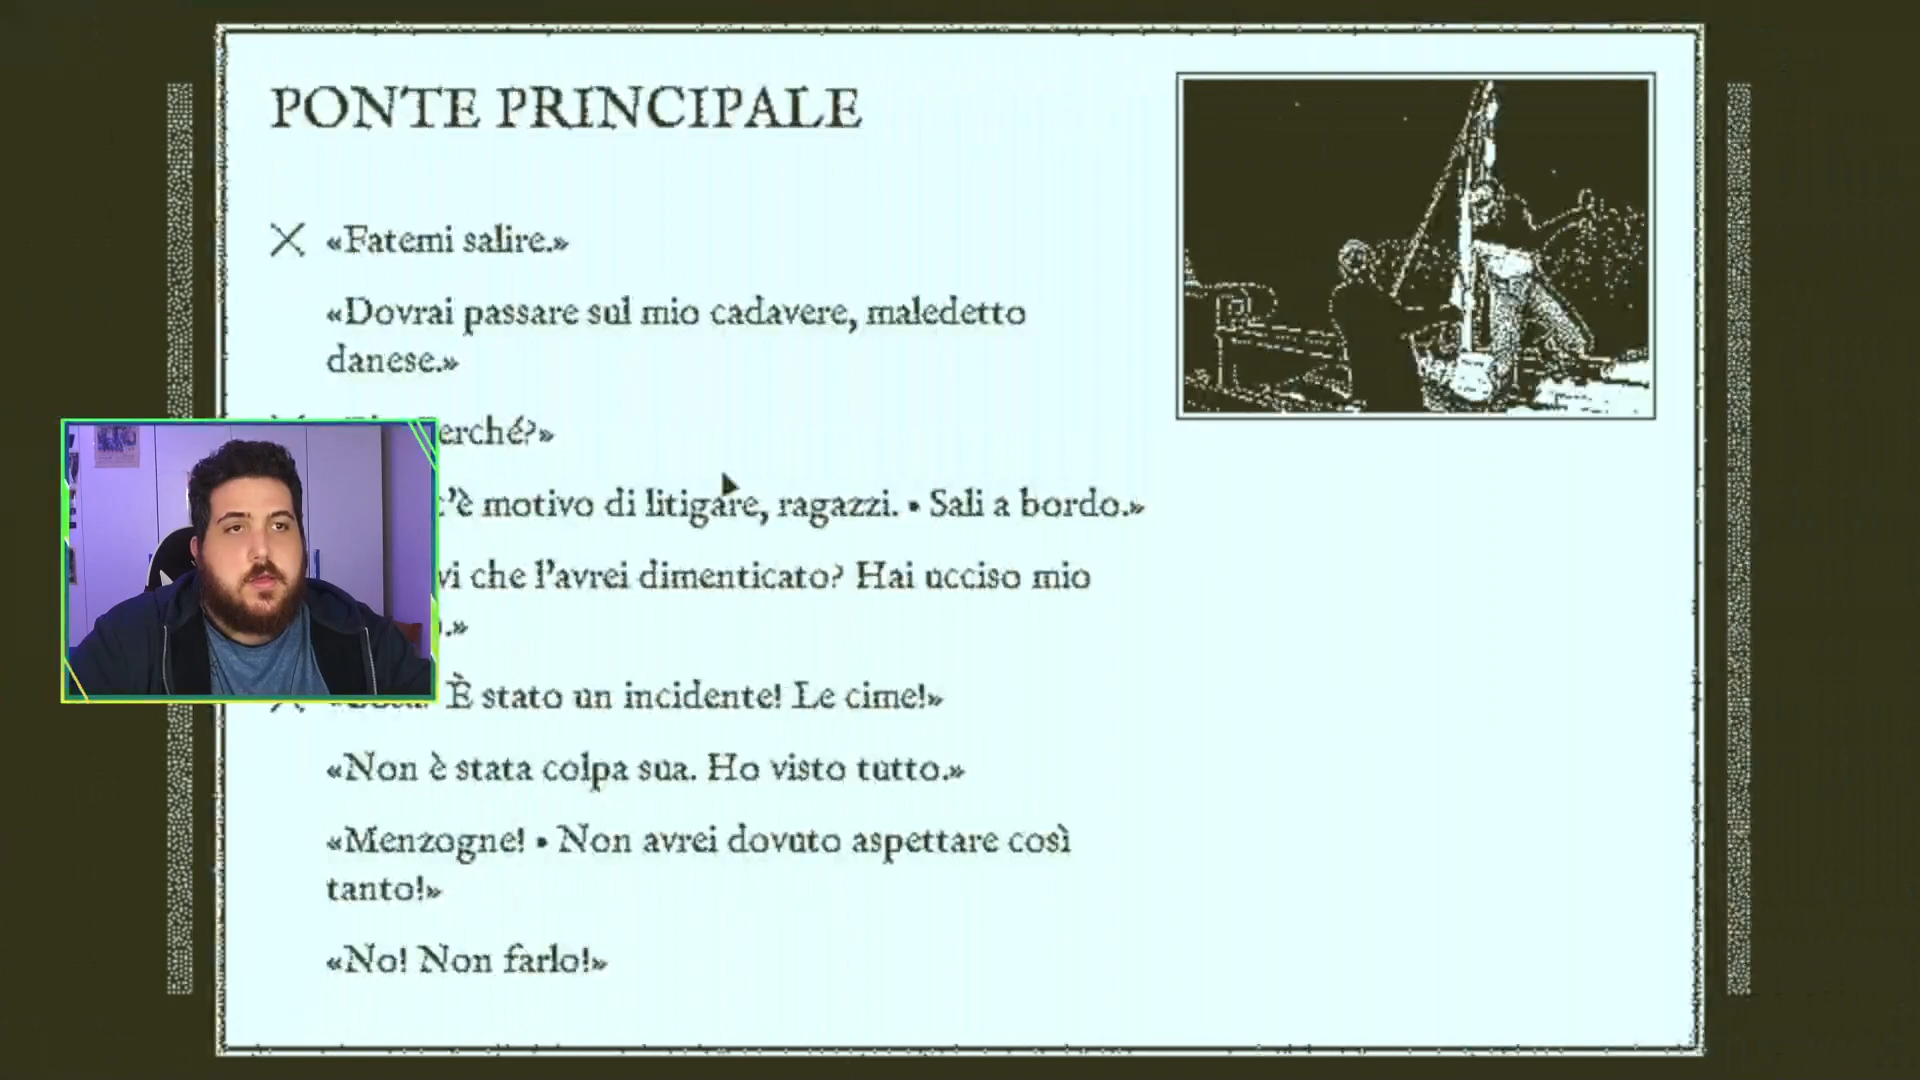 PONTE PRINCIPALE
«Fatemi salire.»
«Dovrai passare sul mio cadavere, maledetto
danese.»
erché?»
c'è motivo di litigare, ragazzi. • Sali a bordo.»
vi che l'avrei dimenticato? Hai ucciso mio
.»
È stato un incidente! Le cime!»
«Non è stata colpa sua. Ho visto tutto.»
«Menzogne! • Non avrei dovuto aspettare così
tanto!»
«No! Non farlo!»